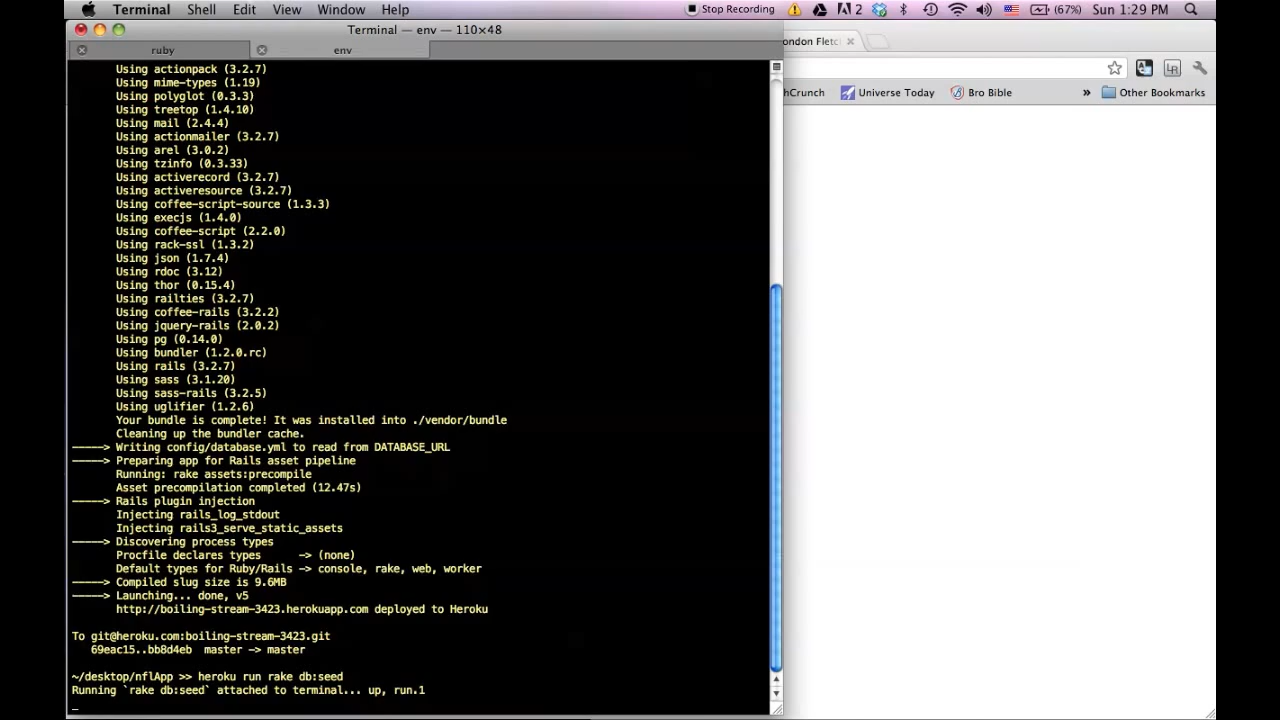 Terminal Shell Edit View Window Help Stop Recording 2 (67%) Sun 1:29 PM
Terminal — env — 110×48
ruby env
Using actionpack (3.2.7)
Using mime-types (1.19)
Using polyglot (0.3.3)
Using treetop (1.4.10)
Using mail (2.4.4)
Using actionmailer (3.2.7)
Using arel (3.0.2)
Using tzinfo (0.3.33)
Using activerecord (3.2.7)
Using activeresource (3.2.7)
Using coffee-script-source (1.3.3)
Using execjs (1.4.0)
Using coffee-script (2.2.0)
Using rack-ssl (1.3.2)
Using json (1.7.4)
Using rdoc (3.12)
Using thor (0.15.4)
Using railties (3.2.7)
Using coffee-rails (3.2.2)
Using jquery-rails (2.0.2)
Using pg (0.14.0)
Using bundler (1.2.0.rc)
Using rails (3.2.7)
Using sass (3.1.20)
Using sass-rails (3.2.5)
Using uglifier (1.2.6)
Your bundle is complete! It was installed into ./vendor/bundle
Cleaning up the bundler cache.
-----> Writing config/database.yml to read from DATABASE_URL
-----> Preparing app for Rails asset pipeline
Running: rake assets:precompile
Asset precompilation completed (12.47s)
-----> Rails plugin injection
Injecting rails_log_stdout
Injecting rails3_serve_static_assets
-----> Discovering process types
Procfile declares types -> (none)
Default types for Ruby/Rails -> console, rake, web, worker
-----> Compiled slug size is 9.6MB
-----> Launching... done, v5
http://boiling-stream-3423.herokuapp.com deployed to Heroku
To git@heroku.com:boiling-stream-3423.git
69eac15..bb8d4eb master -> master
~/desktop/nflApp >> heroku run rake db:seed
Running `rake db:seed` attached to terminal... up, run.1
_
ondon Fletc
hCrunch Universe Today Bro Bible » Other Bookmarks